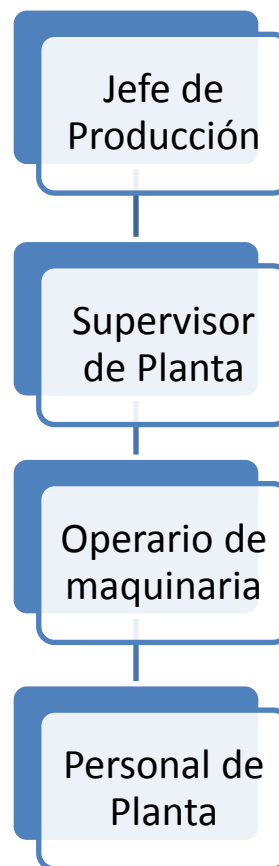 Jefe de
Producción
Supervisor
de Planta
Operario de
maquinaria
Personal de
Planta